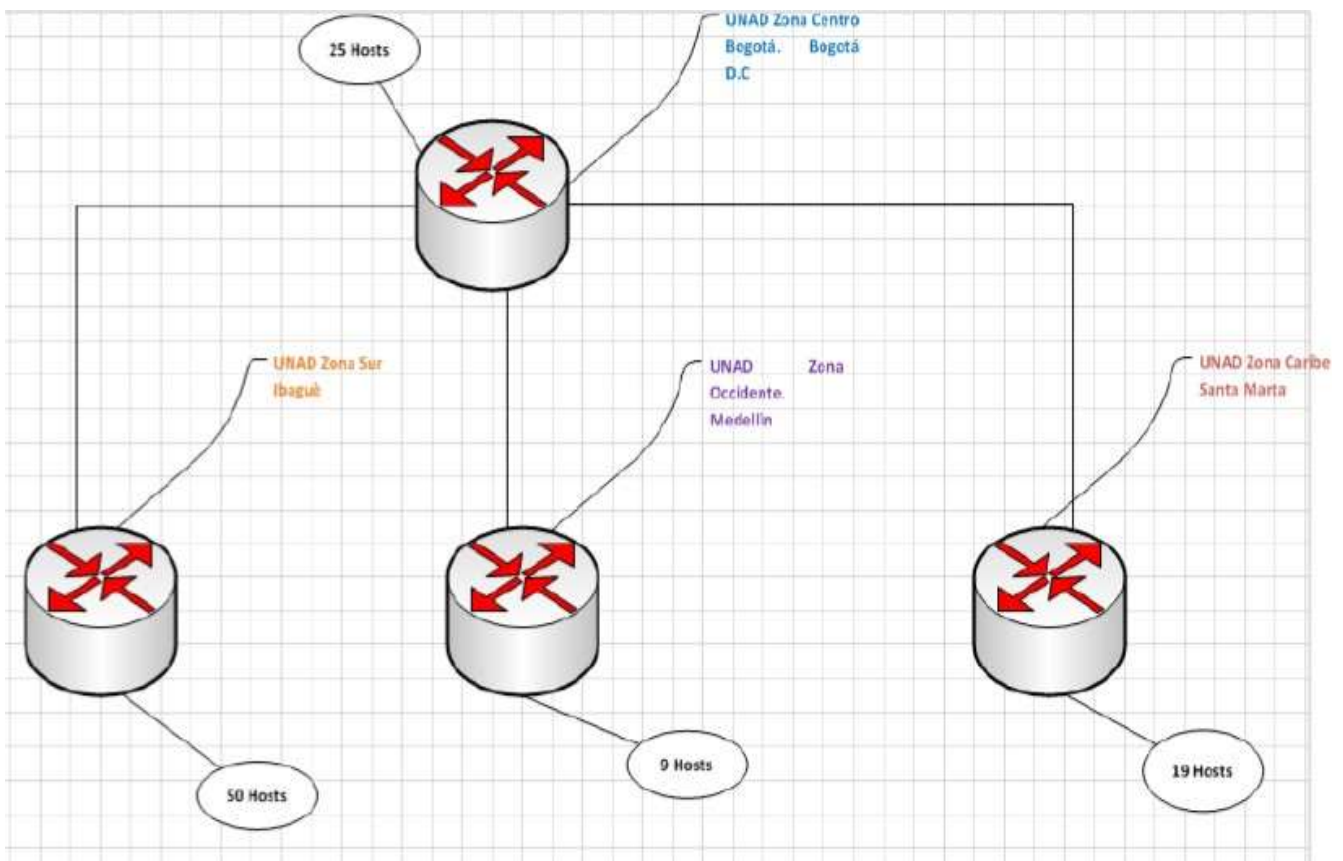 25 Hosts
UNAD Zona Centro
Bogotá. Bogotá
D.C
UNAD Zona Sur
Ibaguè
UNAD Zona
Occidente.
Medellín
UNAD Zona Caribe
Santa Marta
50 Hosts
9 Hosts
19 Hosts